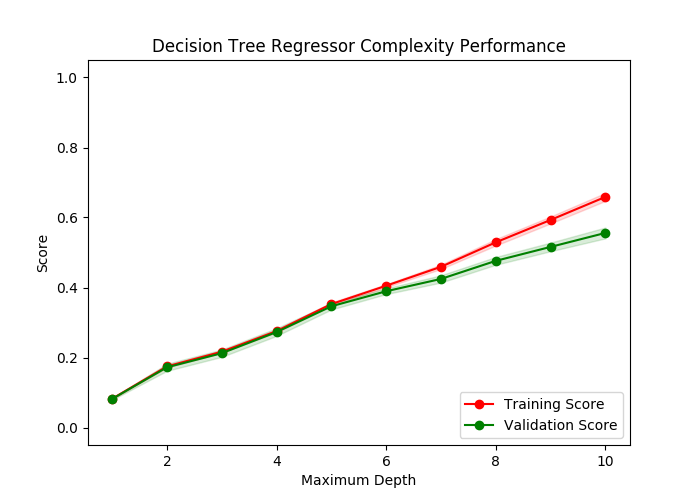 Decision Tree Regressor Complexity Performance
1.0
0.8
0.6
0.4
0.2
0.0
Score
2 4 6 8 10
Maximum Depth
Training Score
Validation Score